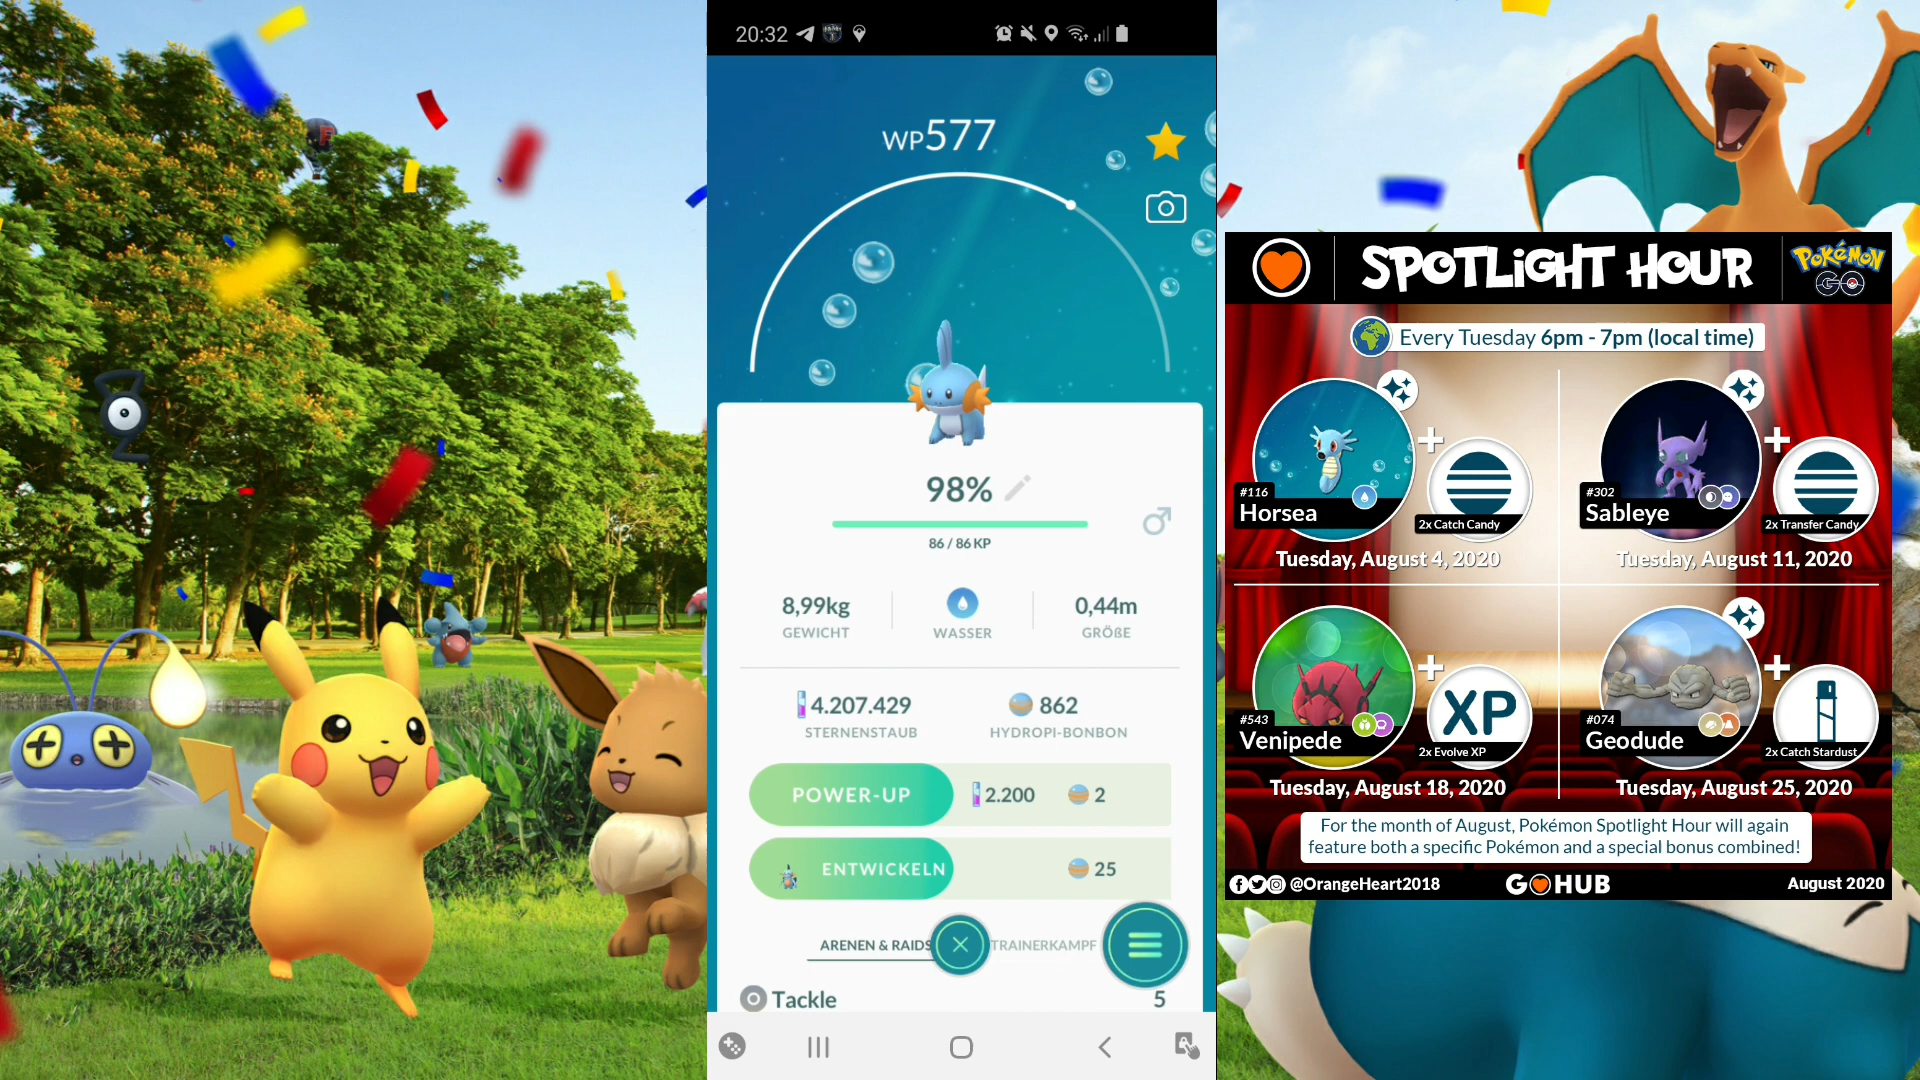 20:32
WP577
98%
86 / 86 KP
8,99kg
GEWICHT
WASSER
0,44m
GRÖßE
4.207.429
STERNENSTAUB
862
HYDROPI-BONBON
POWER-UP
2.200
2
ENTWICKELN
25
ARENEN & RAIDS
TRAINERKAMPF
Tackle
5
SPOTLIGHT HOUR
POKéMON
GO
Every Tuesday 6pm - 7pm (local time)
#116
Horsea
2x Catch Candy
Tuesday, August 4, 2020
#302
Sableye
2x Transfer Candy
Tuesday, August 11, 2020
#543
Venipede
XP
2x Evolve XP
Tuesday, August 18, 2020
#074
Geodude
2x Catch Stardust
Tuesday, August 25, 2020
For the month of August, Pokémon Spotlight Hour will again
feature both a specific Pokémon and a special bonus combined!
@OrangeHeart2018
GO HUB
August 2020